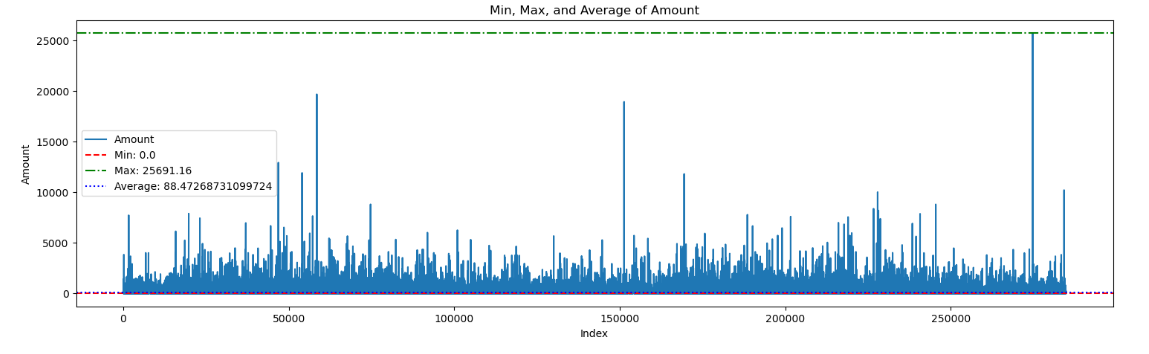 Min, Max, and Average of Amount
25000
20000
15000
10000
5000
0
Amount
Amount
Min: 0.0
Max: 25691.16
Average: 88.47268731099724
0
50000
100000
150000
200000
250000
Index